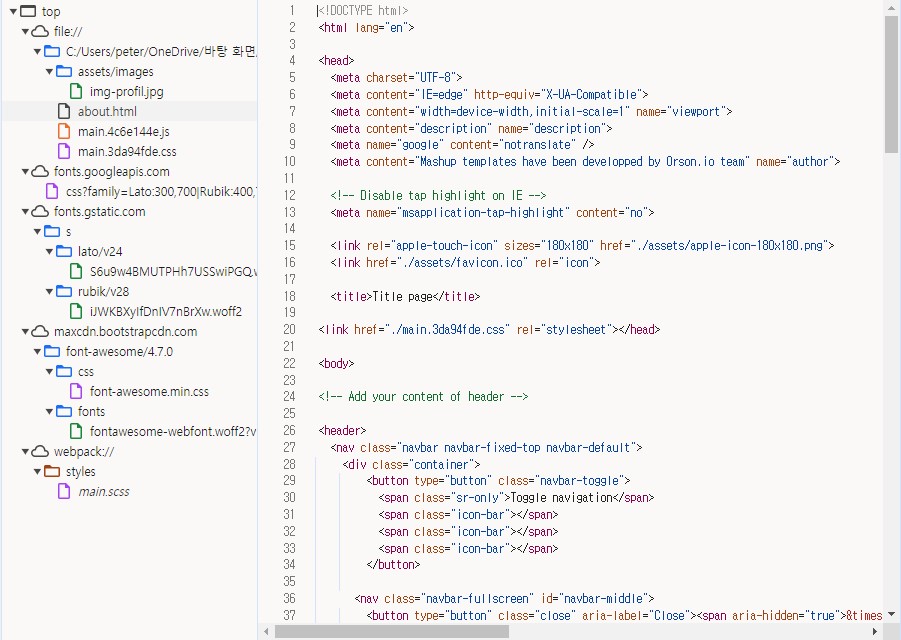 top
file://
C:/Users/peter/OneDrive/바탕 화면/
assets/images
img-profil.jpg
about.html
main.4c6e144e.js
main.3da94fde.css
fonts.googleapis.com
css?family=Lato:300,700|Rubik:400,7
fonts.gstatic.com
s
lato/v24
S6u9w4BMUTPHh7USSwiPGQ.w
rubik/v28
iJWKBXyIfDnIV7nBrXw.woff2
maxcdn.bootstrapcdn.com
font-awesome/4.7.0
css
font-awesome.min.css
fonts
fontawesome-webfont.woff2?v
webpack://
styles
main.scss
1 <!DOCTYPE html>
2 <html lang="en">
3
4 <head>
5 <meta charset="UTF-8">
6 <meta content="IE=edge" http-equiv="X-UA-Compatible">
7 <meta content="width=device-width,initial-scale=1" name="viewport">
8 <meta content="description" name="description">
9 <meta name="google" content="notranslate" />
10 <meta content="Mashup templates have been developped by Orson.io team" name="author">
11
12 <!-- Disable tap highlight on IE -->
13 <meta name="msapplication-tap-highlight" content="no">
14
15 <link rel="apple-touch-icon" sizes="180x180" href="./assets/apple-icon-180x180.png">
16 <link href="./assets/favicon.ico" rel="icon">
17
18 <title>Title page</title>
19
20 <link href="./main.3da94fde.css" rel="stylesheet"></head>
21
22 <body>
23
24 <!-- Add your content of header -->
25
26 <header>
27 <nav class="navbar navbar-fixed-top navbar-default">
28 <div class="container">
29 <button type="button" class="navbar-toggle">
30 <span class="sr-only">Toggle navigation</span>
31 <span class="icon-bar"></span>
32 <span class="icon-bar"></span>
33 <span class="icon-bar"></span>
34 </button>
35
36 <nav class="navbar-fullscreen" id="navbar-middle">
37 <button type="button" class="close" aria-label="Close"><span aria-hidden="true">&times